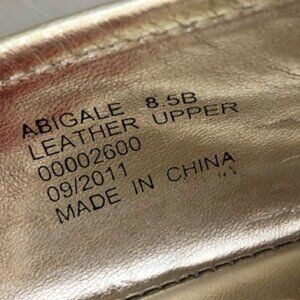 ABIGALE 8.5B
LEATHER UPPER
00002600
09/2011
MADE IN CHINA